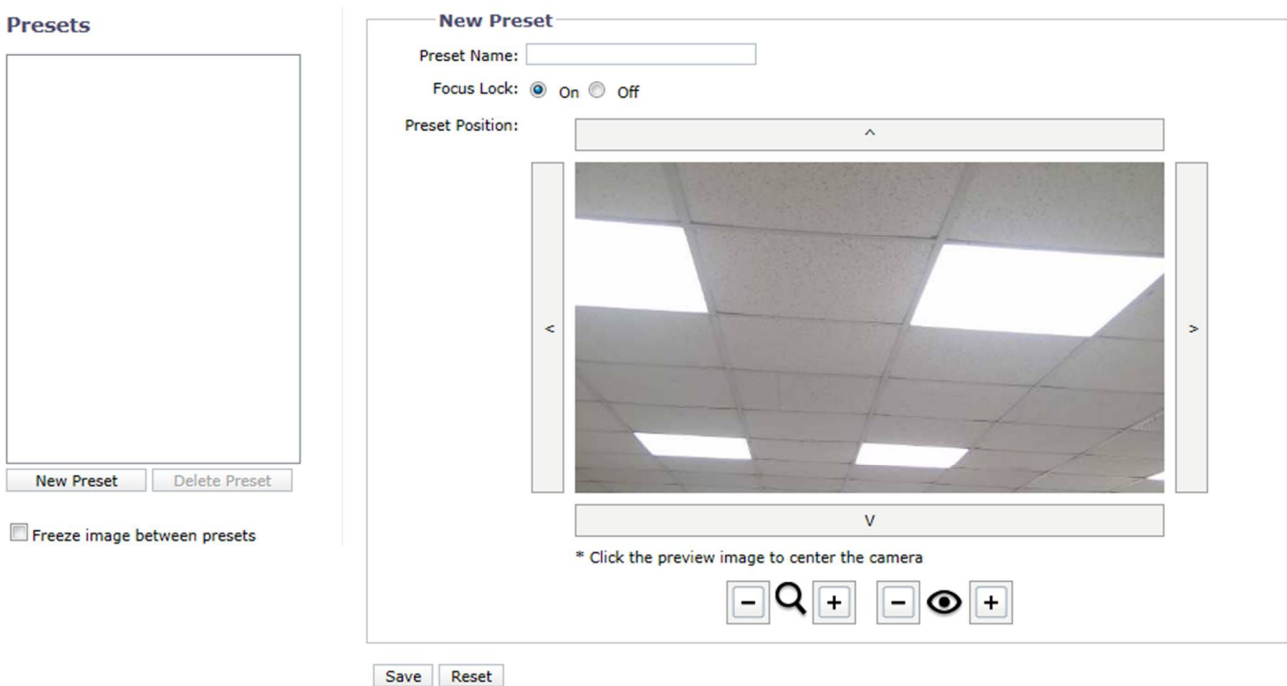 Presets
New Preset
Delete Preset
Freeze image between presets
New Preset
Preset Name:
Focus Lock: On Off
Preset Position:
^
<
>
V
* Click the preview image to center the camera
- + - +
Save Reset